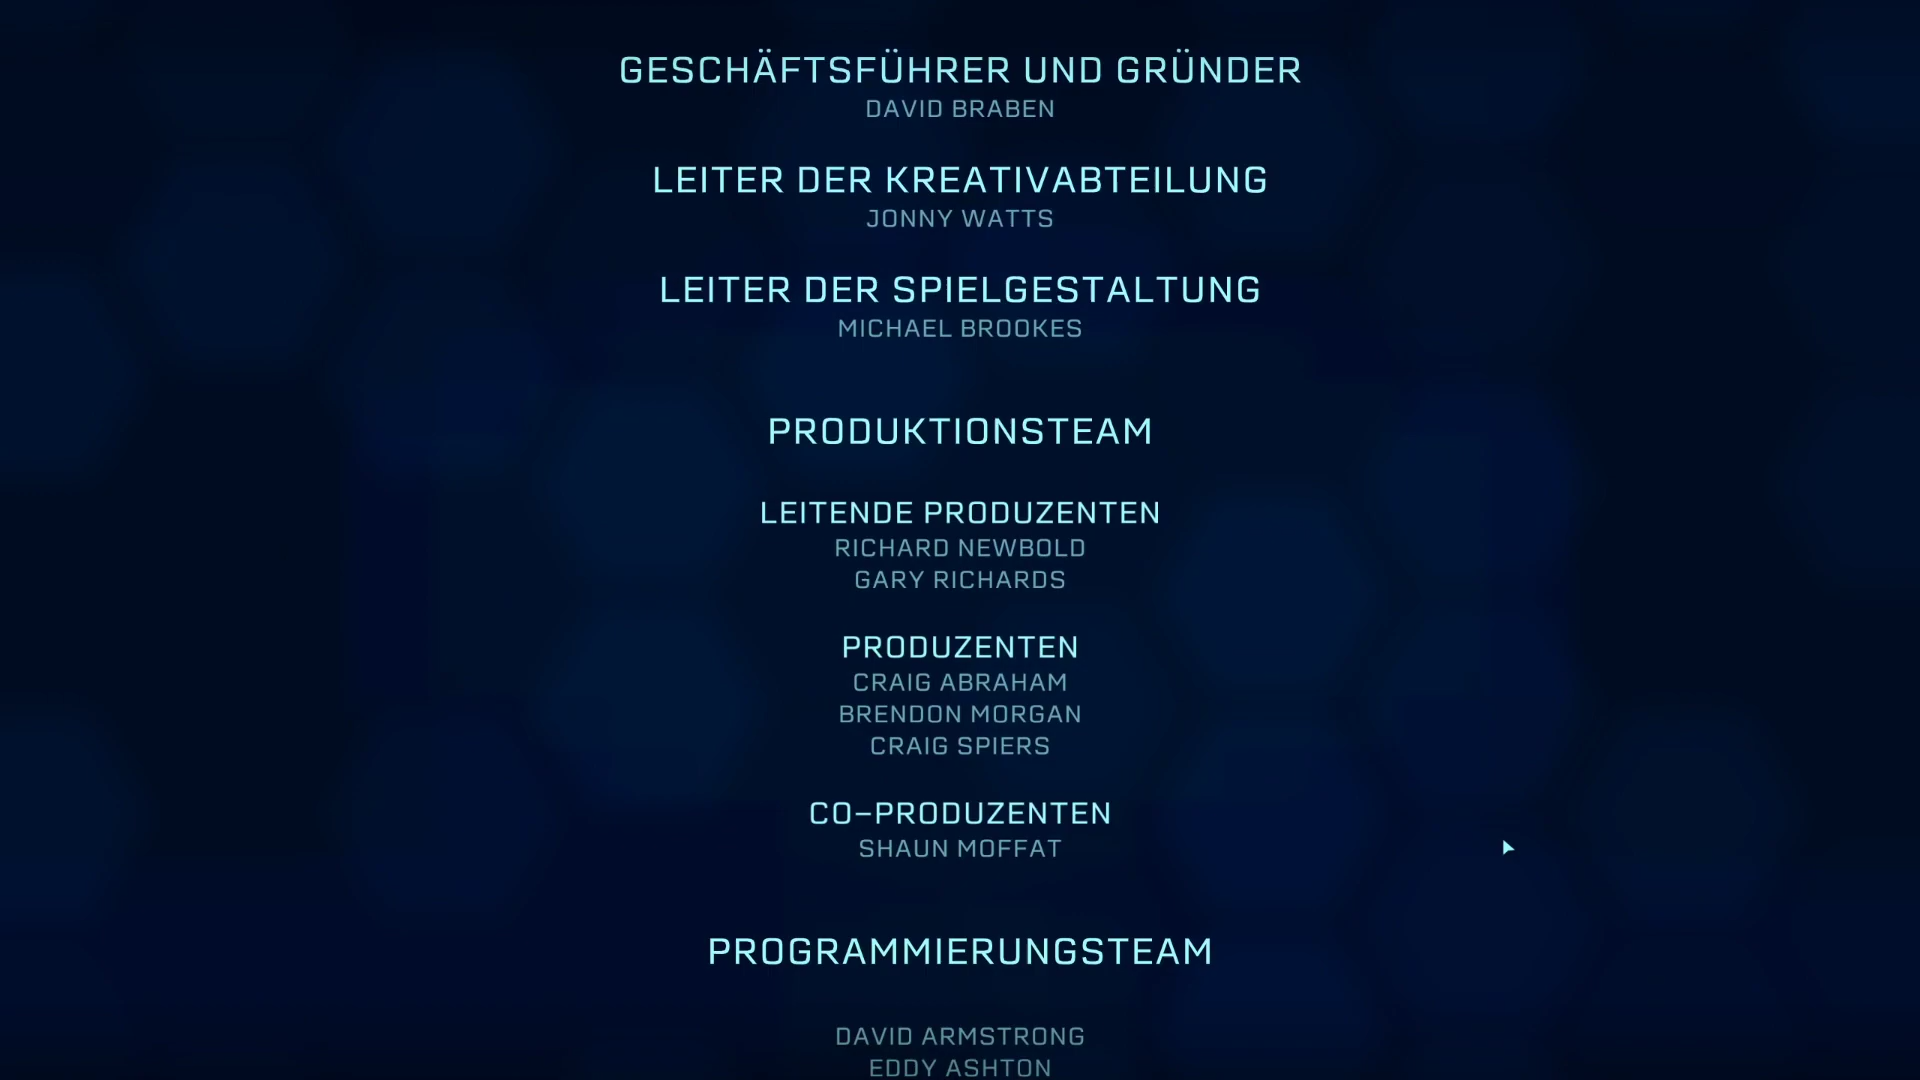 GESCHÄFTSFÜHRER UND GRÜNDER
DAVID BRABEN
LEITER DER KREATIVABTEILUNG
JONNY WATTS
LEITER DER SPIELGESTALTUNG
MICHAEL BROOKES
PRODUKTIONSTEAM
LEITENDE PRODUZENTEN
RICHARD NEWBOLD
GARY RICHARDS
PRODUZENTEN
CRAIG ABRAHAM
BRENDON MORGAN
CRAIG SPIERS
CO-PRODUZENTEN
SHAUN MOFFAT
PROGRAMMIERUNGSTEAM
DAVID ARMSTRONG
EDDY ASHTON